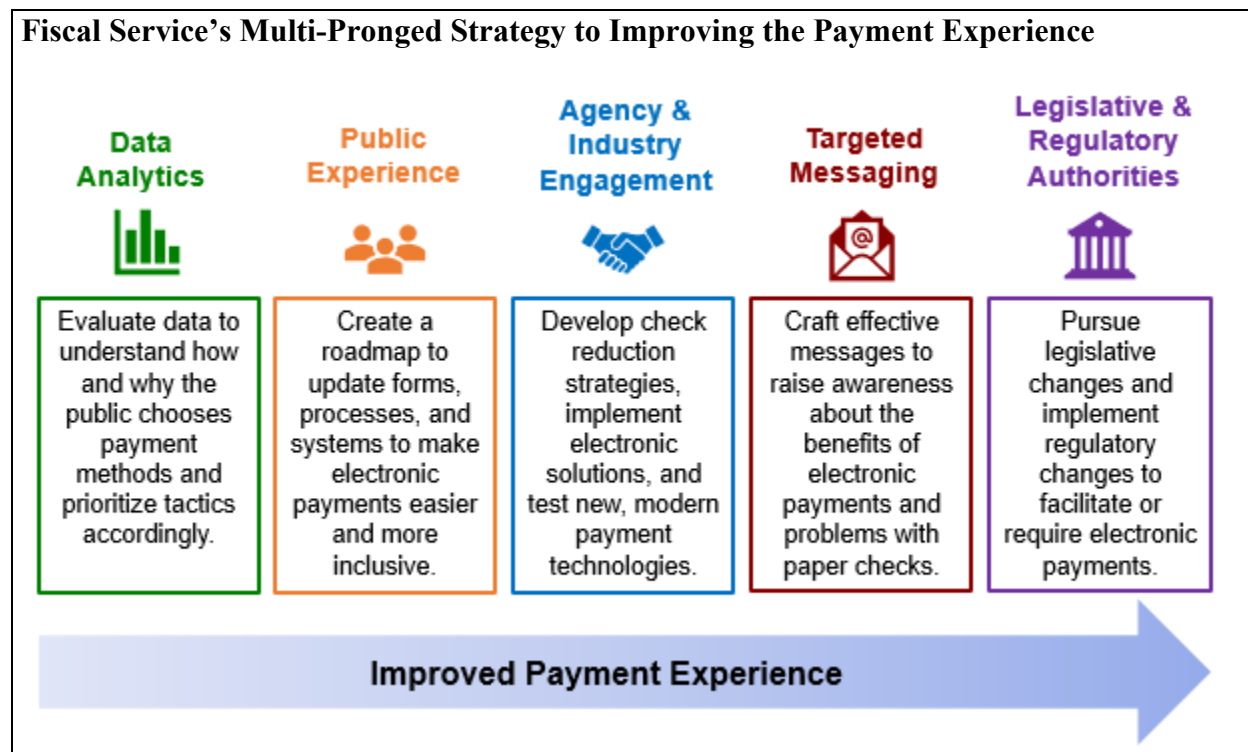 Fiscal Service’s Multi-Pronged Strategy to Improving the Payment Experience
Data
Analytics
Public
Experience
Agency &
Industry
Engagement
Targeted
Messaging
Legislative &
Regulatory
Authorities
@
Evaluate data to
understand how
and why the
public chooses
payment
methods and
prioritize tactics
accordingly.
Create a
roadmap to
update forms,
processes, and
systems to make
electronic
payments easier
and more
inclusive.
Develop check
reduction
strategies,
implement
electronic
solutions, and
test new, modern
payment
technologies.
Craft effective
messages to
raise awareness
about the
benefits of
electronic
payments and
problems with
paper checks.
Pursue
legislative
changes and
implement
regulatory
changes to
facilitate or
require electronic
payments.
Improved Payment Experience